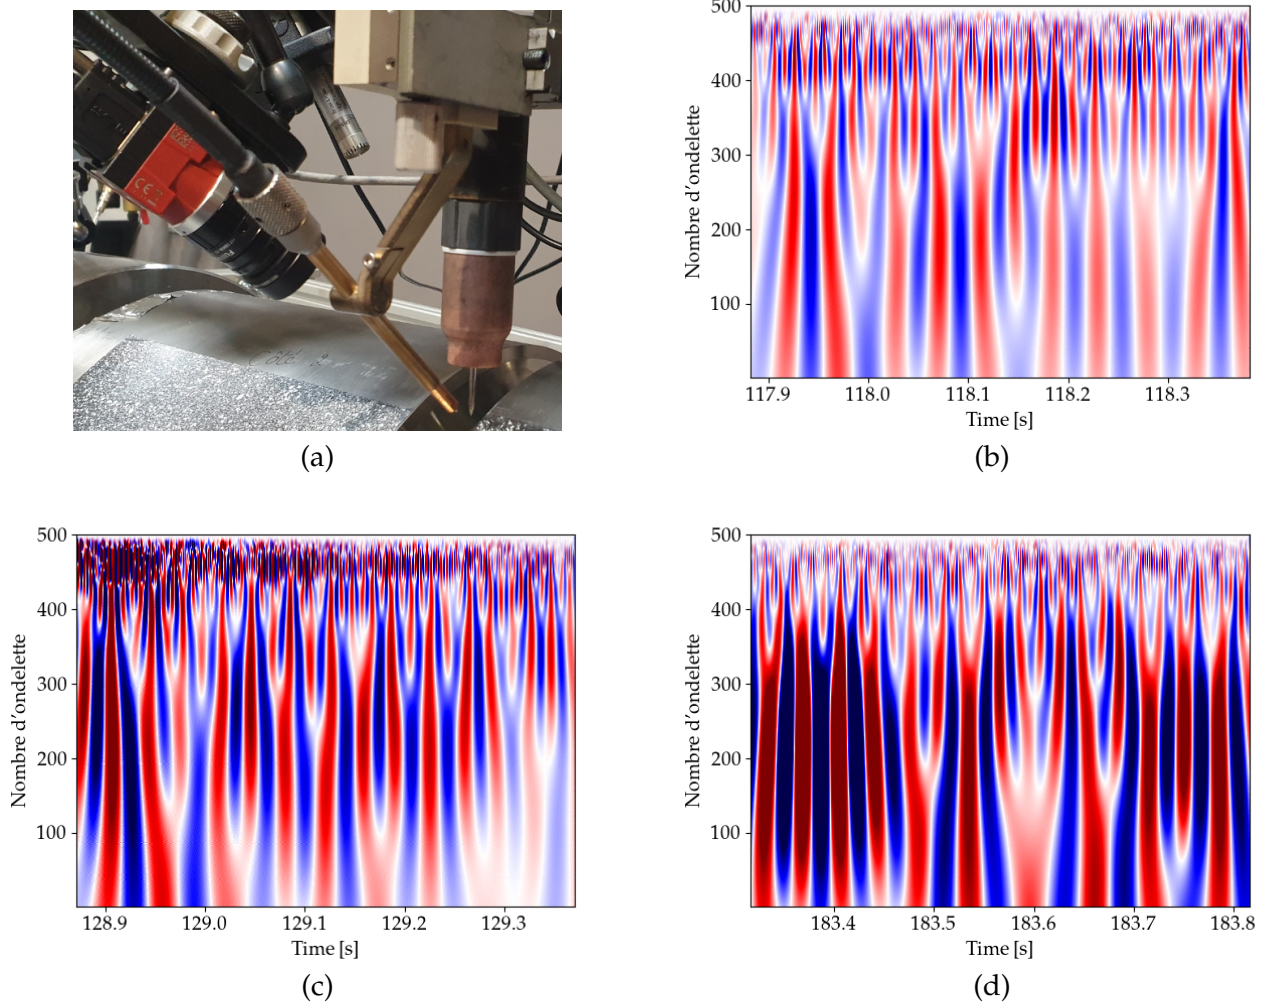 CE
(a)
500
400
300
200
100
Nombre d'ondelette
117.9 118.0 118.1 118.2 118.3
Time [s]
(b)
500
400
300
200
100
Nombre d'ondelette
128.9 129.0 129.1 129.2 129.3
Time [s]
(c)
500
400
300
200
100
Nombre d'ondelette
183.4 183.5 183.6 183.7 183.8
Time [s]
(d)